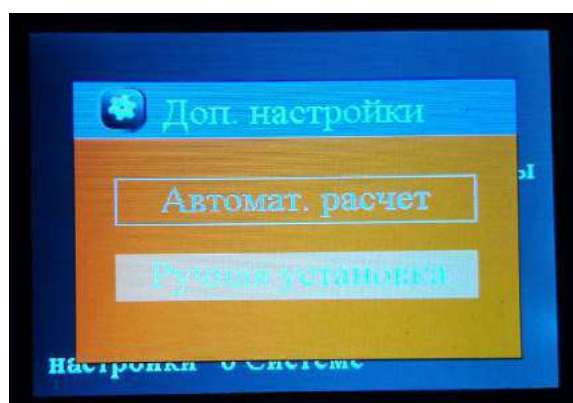 Доп. настройки
ы
Автомат. расчет
Ручная установка
настройки о Системе